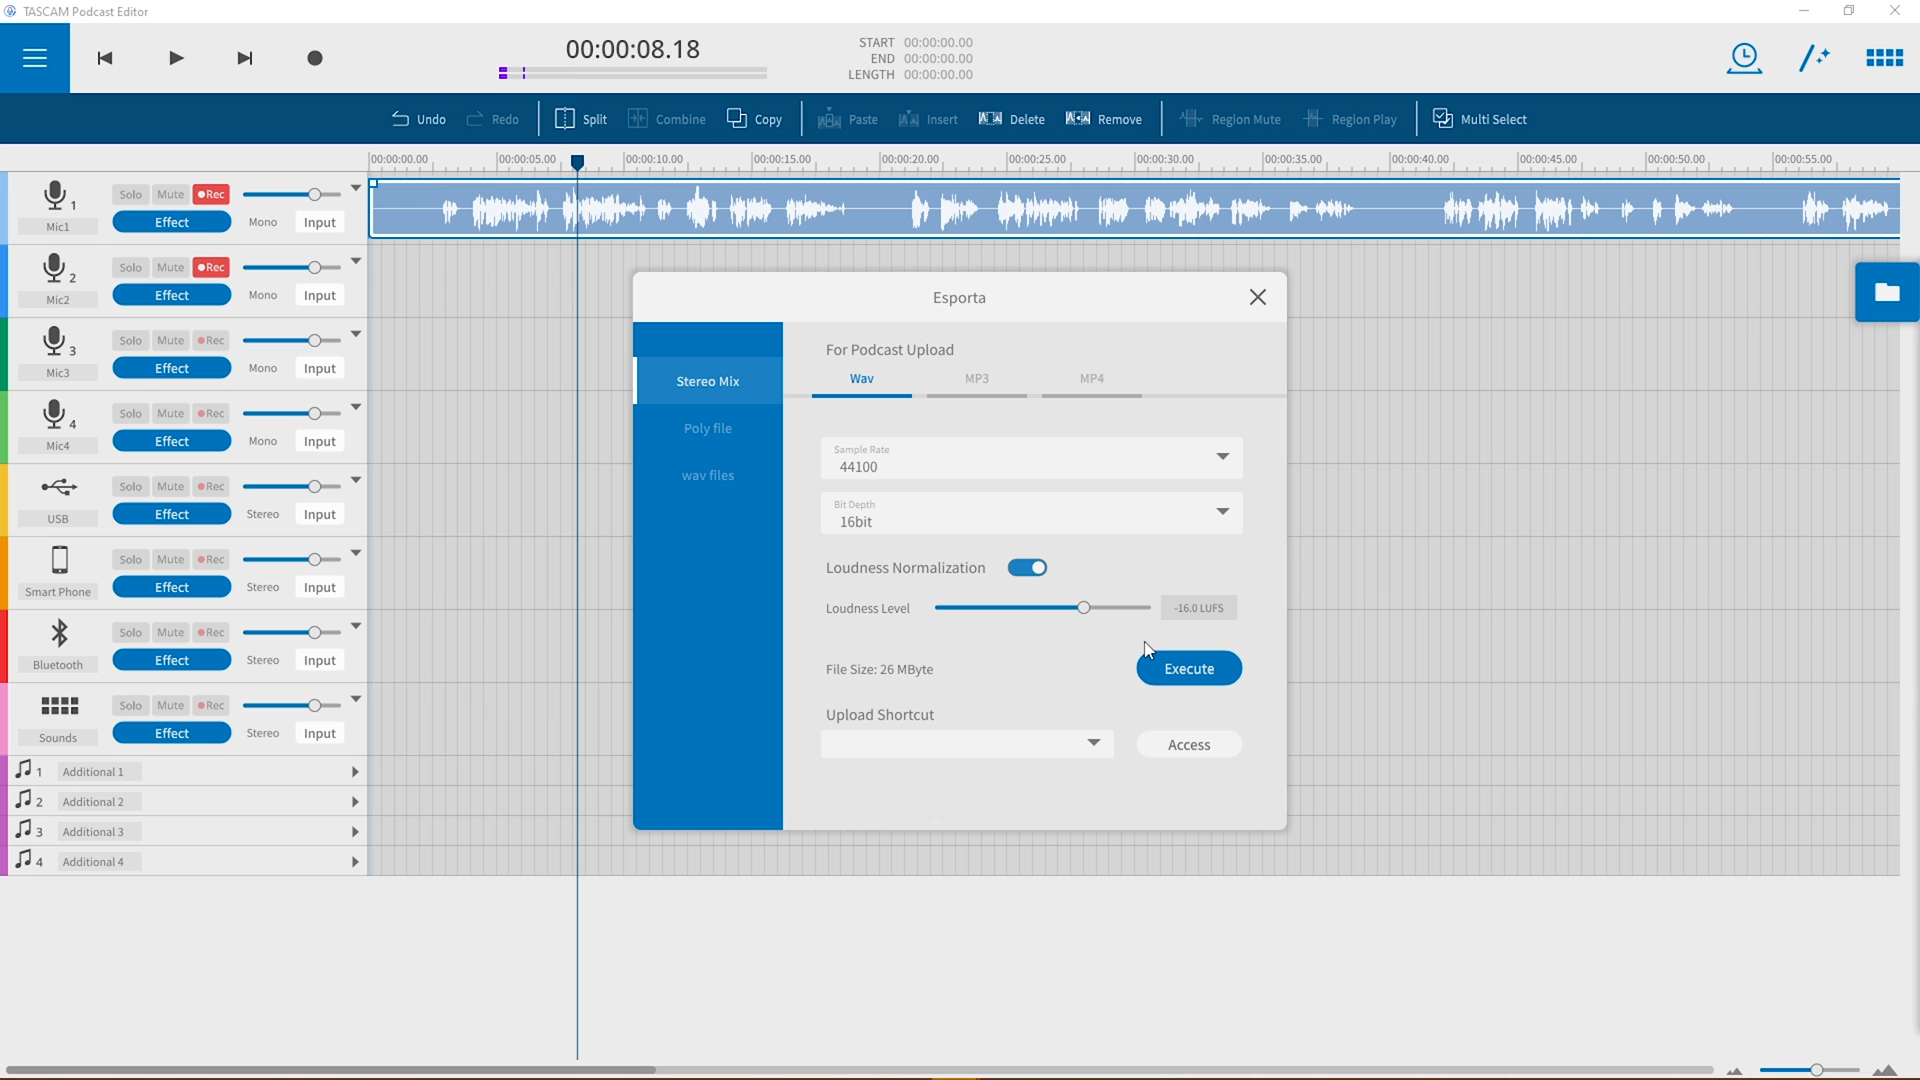 TASCAM Podcast Editor
00:00:08.18
START 00:00:00.00
END 00:00:00.00
LENGTH 00:00:00.00
Undo Redo Split Combine Copy Paste Insert Delete Remove Region Mute Region Play Multi Select
00:00:00.00 00:00:05.00 00:00:10.00 00:00:15.00 00:00:20.00 00:00:25.00 00:00:30.00 00:00:35.00 00:00:40.00 00:00:45.00 00:00:50.00 00:00:55.00
1 Solo Mute Rec
Mic1 Effect Mono Input
2 Solo Mute Rec
Mic2 Effect Mono Input
3 Solo Mute Rec
Mic3 Effect Mono Input
4 Solo Mute Rec
Mic4 Effect Mono Input
Solo Mute Rec
USB Effect Stereo Input
Solo Mute Rec
Smart Phone Effect Stereo Input
Solo Mute Rec
Bluetooth Effect Stereo Input
Solo Mute Rec
Sounds Effect Stereo Input
1 Additional 1
2 Additional 2
3 Additional 3
4 Additional 4
Esporta
Stereo Mix
Poly file
wav files
For Podcast Upload
Wav MP3 MP4
Sample Rate
44100
Bit Depth
16bit
Loudness Normalization
Loudness Level -16.0 LUFS
File Size: 26 MByte Execute
Upload Shortcut
Access